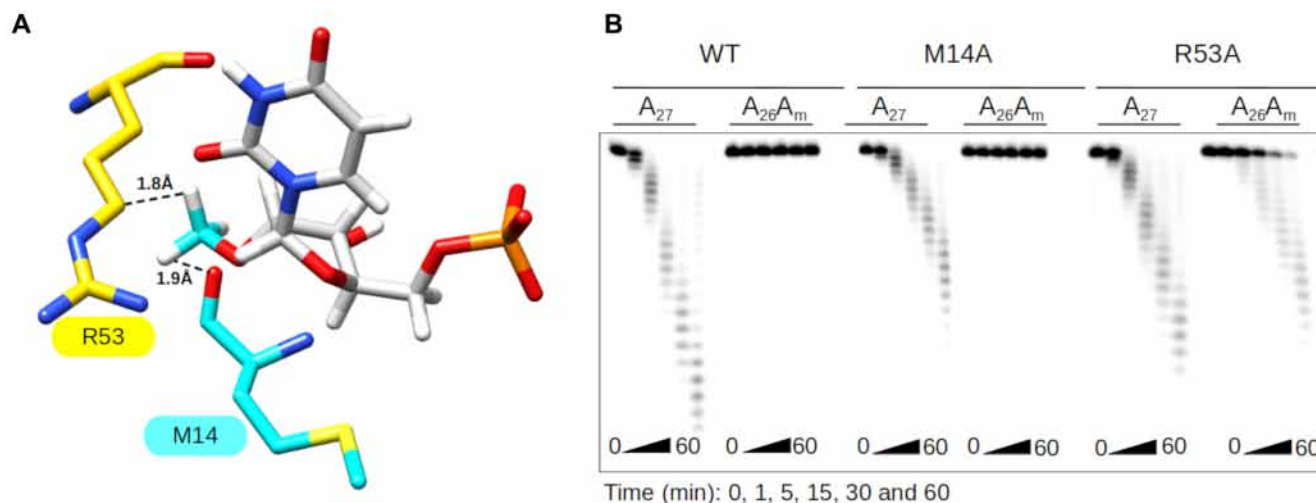 A
1.8Å
1.9Å
R53
M14
B
WT M14A R53A
A₂₇ A₂₆Aₘ A₂₇ A₂₆Aₘ A₂₇ A₂₆Aₘ
0 60 0 60 0 60 0 60 0 60 0 60
Time (min): 0, 1, 5, 15, 30 and 60